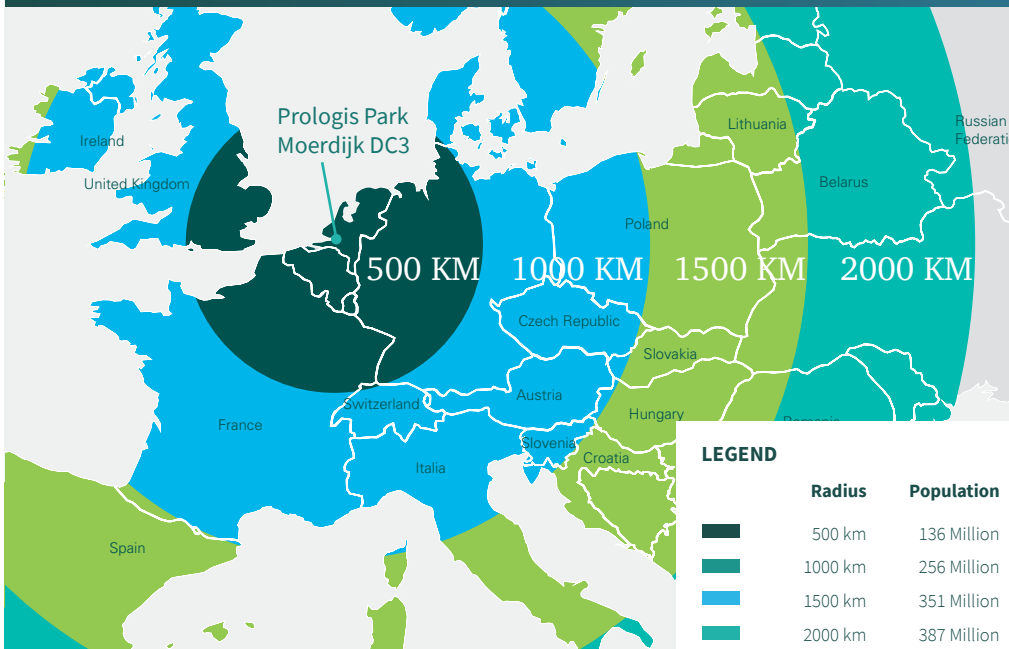 Prologis Park
Moerdijk DC3
Ireland
United Kingdom
Lithuania
Russian
Belarus
Poland
500 KM
1000 KM
1500 KM
2000 KM
Czech Republic
Slovakia
Switzerland
Austria
France
Hungary
Slovenia
Croatia
Italia
Spain
LEGEND
Radius Population
500 km 136 Million
1000 km 256 Million
1500 km 351 Million
2000 km 387 Million